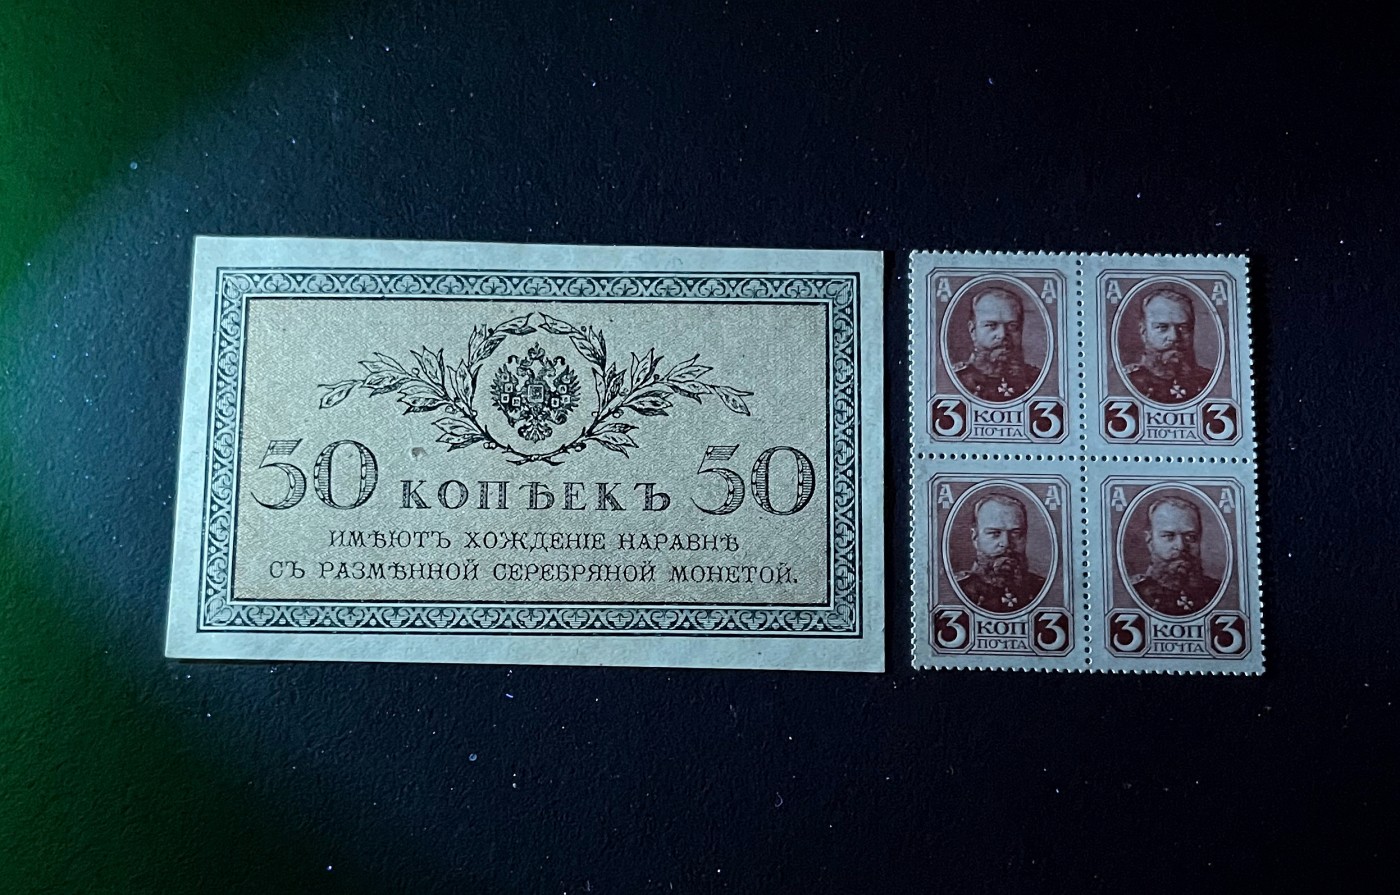 50 КОПѢЕКЪ 50
ИМѢЮТЪ ХОЖДЕНІЕ НАРАВНѢ
СЪ РАЗМѢННОЙ СЕРЕБРЯНОЙ МОНЕТОЙ.
А А
3 КОП 3
ПОЧТА
А А
3 КОП 3
ПОЧТА
А А
3 КОП 3
ПОЧТА
А А
3 КОП 3
ПОЧТА